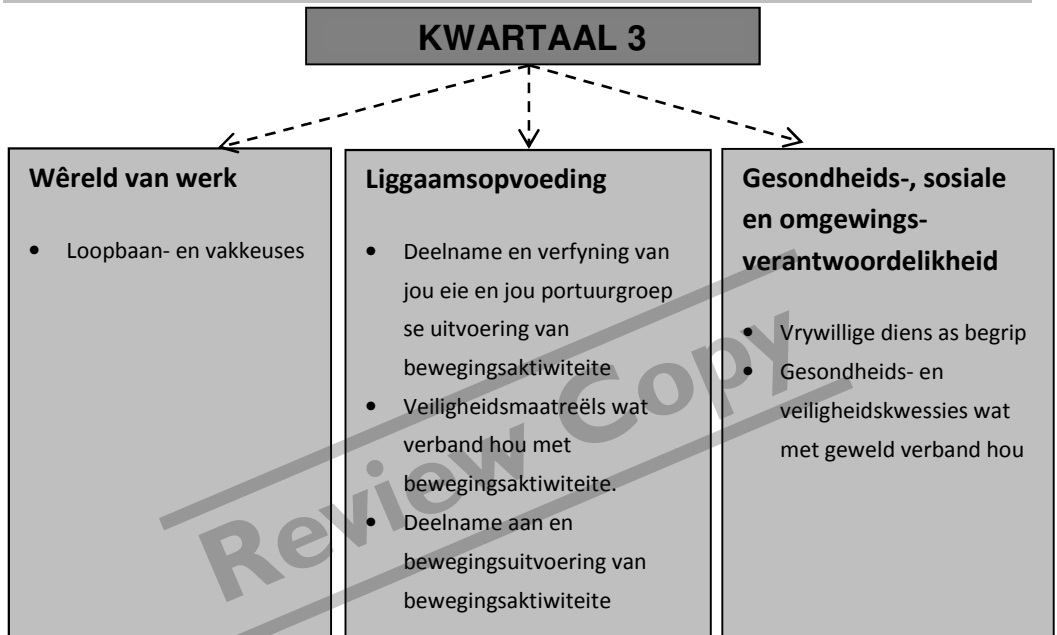 KWARTAAL 3
Wêreld van werk
• Loopbaan- en vakkeuses
Liggaamsopvoeding
• Deelname en verfyning van
jou eie en jou portuurgroep
se uitvoering van
bewegingsaktiwiteite
• Veiligheidsmaatreëls wat
verband hou met
bewegingsaktiwiteite.
• Deelname aan en
bewegingsuitvoering van
bewegingsaktiwiteite
Gesondheids-, sosiale
en omgewings-
verantwoordelikheid
• Vrywillige diens as begrip
• Gesondheids- en
veiligheidskwessies wat
met geweld verband hou
Review Copy